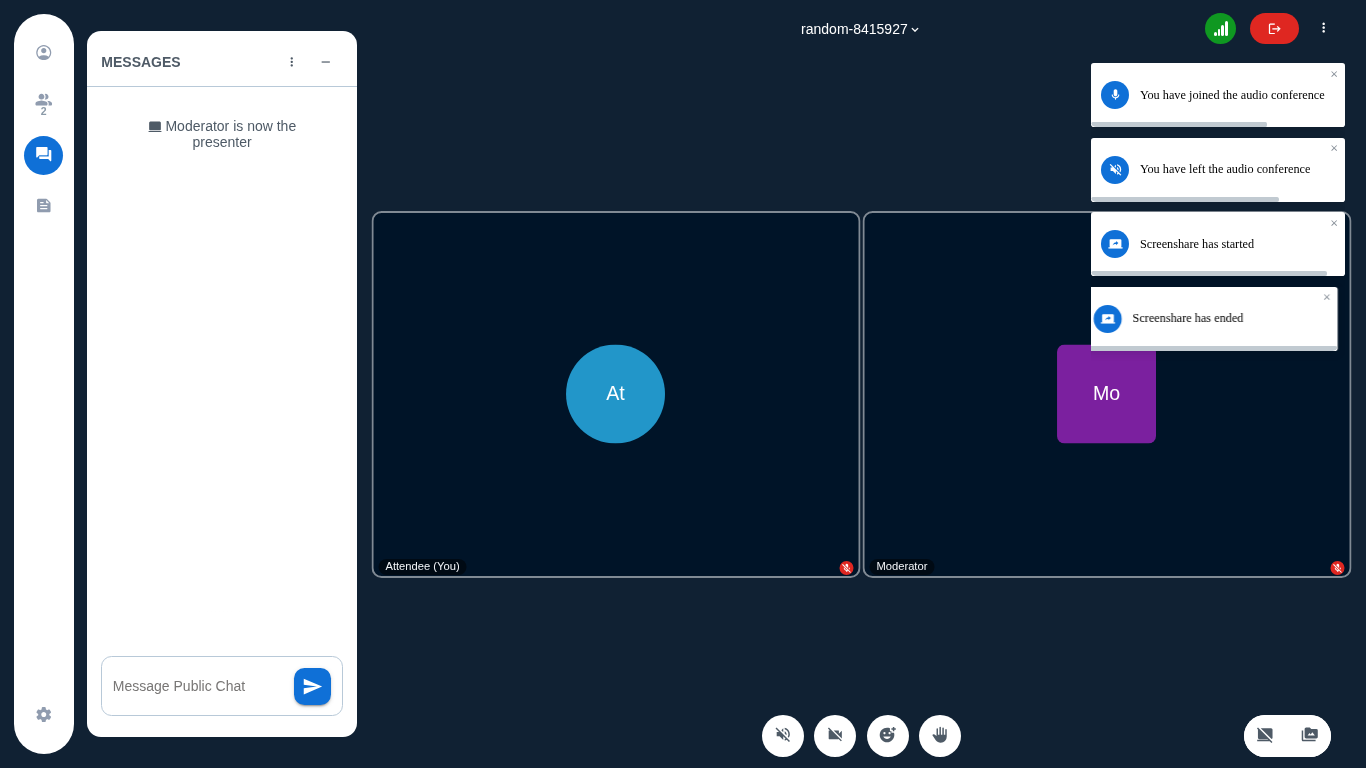 random-8415927
MESSAGES
2
Moderator is now the
presenter
You have joined the audio conference
You have left the audio conference
Screenshare has started
Screenshare has ended
At
Mo
Attendee (You)
Moderator
Message Public Chat